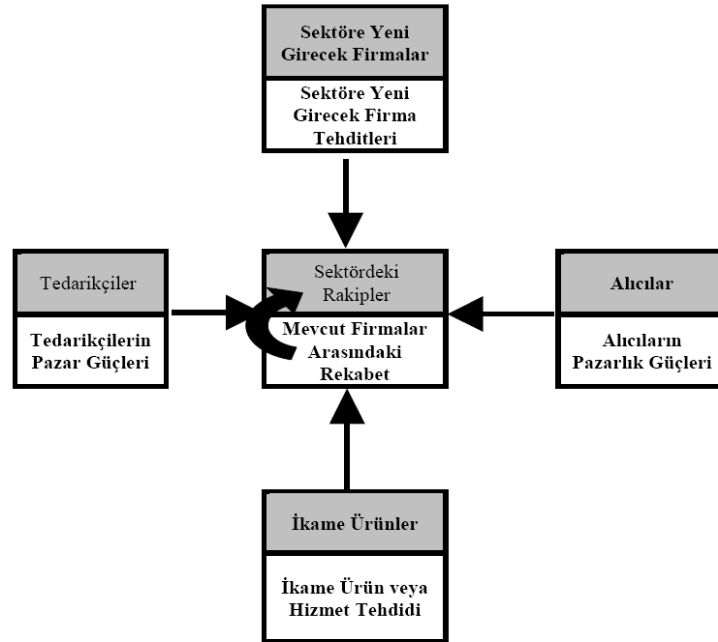 Sektöre Yeni
Girecek Firmalar
Sektöre Yeni
Girecek Firma
Tehditleri
Tedarikçiler
Tedarikçilerin
Pazar Güçleri
Sektördeki
Rakipler
Mevcut Firmalar
Arasındaki
Rekabet
Alıcılar
Alıcıların
Pazarlık Güçleri
İkame Ürünler
İkame Ürün veya
Hizmet Tehdidi